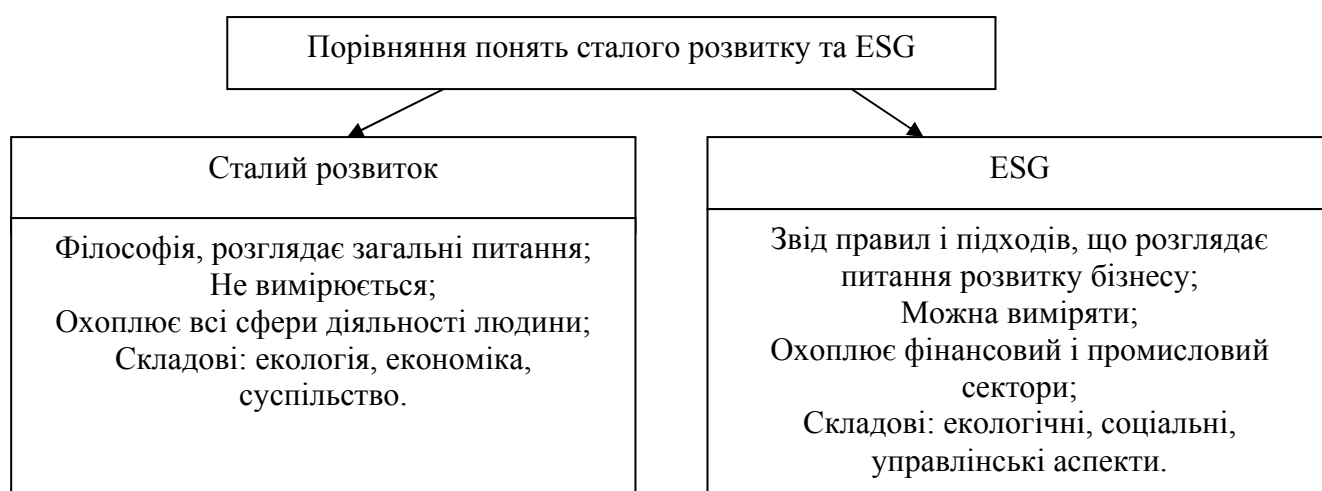 Порівняння понять сталого розвитку та ESG
Сталий розвиток
Філософія, розглядає загальні питання;
Не вимірюється;
Охоплює всі сфери діяльності людини;
Складові: екологія, економіка,
суспільство.
ESG
Звід правил і підходів, що розглядає
питання розвитку бізнесу;
Можна виміряти;
Охоплює фінансовий і промисловий
сектори;
Складові: екологічні, соціальні,
управлінські аспекти.